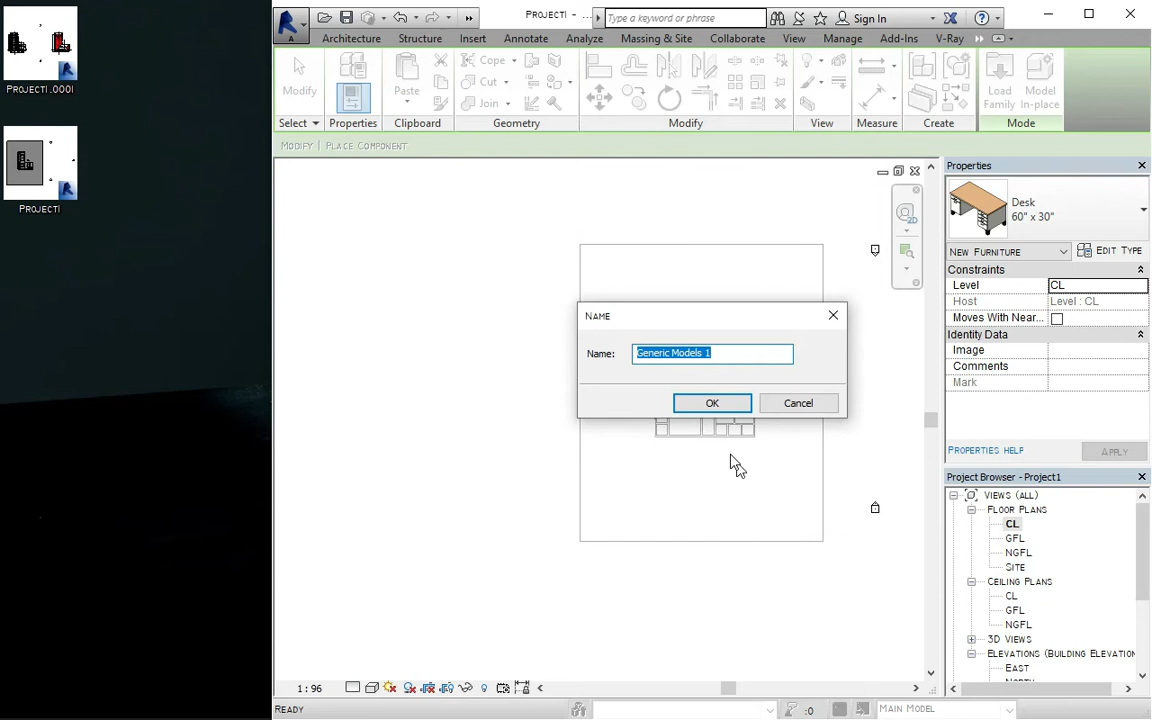 PROJECT1 .0001
PROJECT1
A
PROJECT1 - ...
Type a keyword or phrase
Sign In
Architecture Structure Insert Annotate Analyze Massing & Site Collaborate View Manage Add-Ins V-Ray
Modify
Paste
Cope
Cut
Join
Load Family
Model In-place
Select Properties Clipboard Geometry Modify View Measure Create Mode
MODIFY | PLACE COMPONENT
2D
NAME
Name: Generic Models 1
OK Cancel
Properties
Desk
60" x 30"
NEW FURNITURE EDIT TYPE
Constraints
Level CL
Host Level : CL
Moves With Near...
Identity Data
Image
Comments
Mark
PROPERTIES HELP APPLY
Project Browser - Project1
VIEWS (ALL)
FLOOR PLANS
CL
GFL
NGFL
SITE
CEILING PLANS
CL
GFL
NGFL
3D VIEWS
ELEVATIONS (BUILDING ELEVATION
EAST
1 : 96
READY
:0
MAIN MODEL